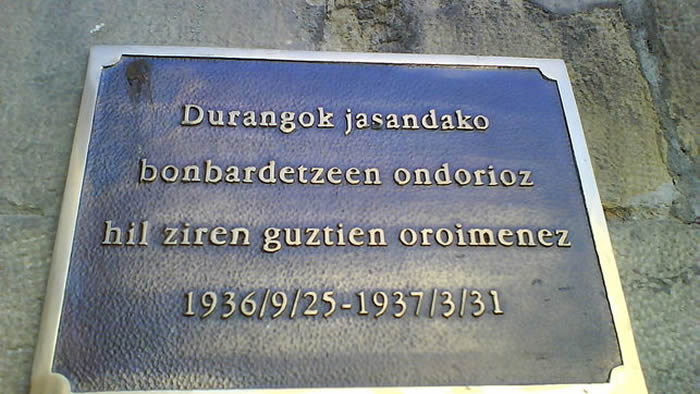 Durangok jasandako
bonbardetzeen ondorioz
hil ziren guztien oroimenez
1936/9/25-1937/3/31